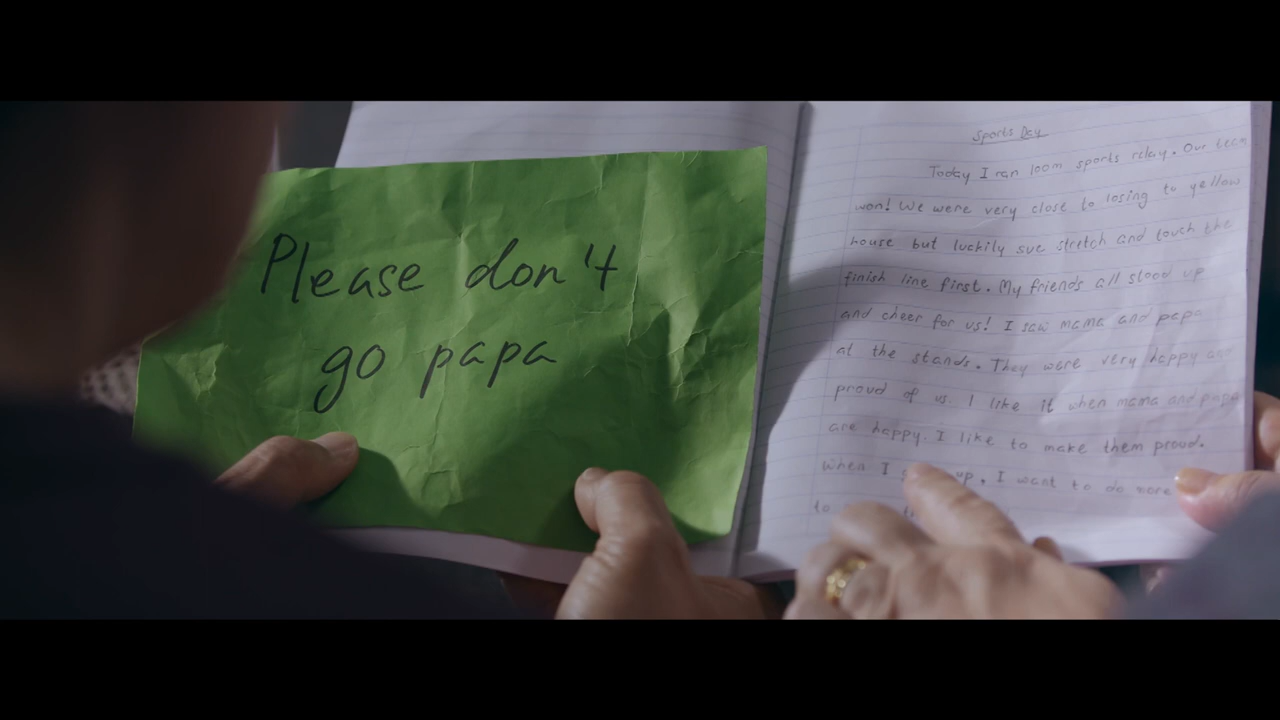 Please don't
go papa
Sports Day
Today I ran 100m sports relay. Our
won! We were very close to losing to yellow
house but luckily sue stretch and touch the
finish line first. My friends all stood up
and cheer for us! I saw mama and papa
at the stands. They were very happy and
proud of us. I like it when mama and papa
are happy. I like to make them proud.
When I up, I want to do more
to